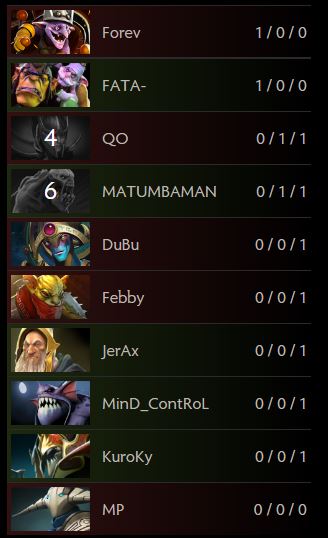 Forev 1 / 0 / 0
FATA- 1 / 0 / 0
4 QO 0 / 1 / 1
6 MATUMBAMAN 0 / 1 / 1
DuBu 0 / 0 / 1
Febby 0 / 0 / 1
JerAx 0 / 0 / 1
MinD_ContRoL 0 / 0 / 1
KuroKy 0 / 0 / 1
MP 0 / 0 / 0